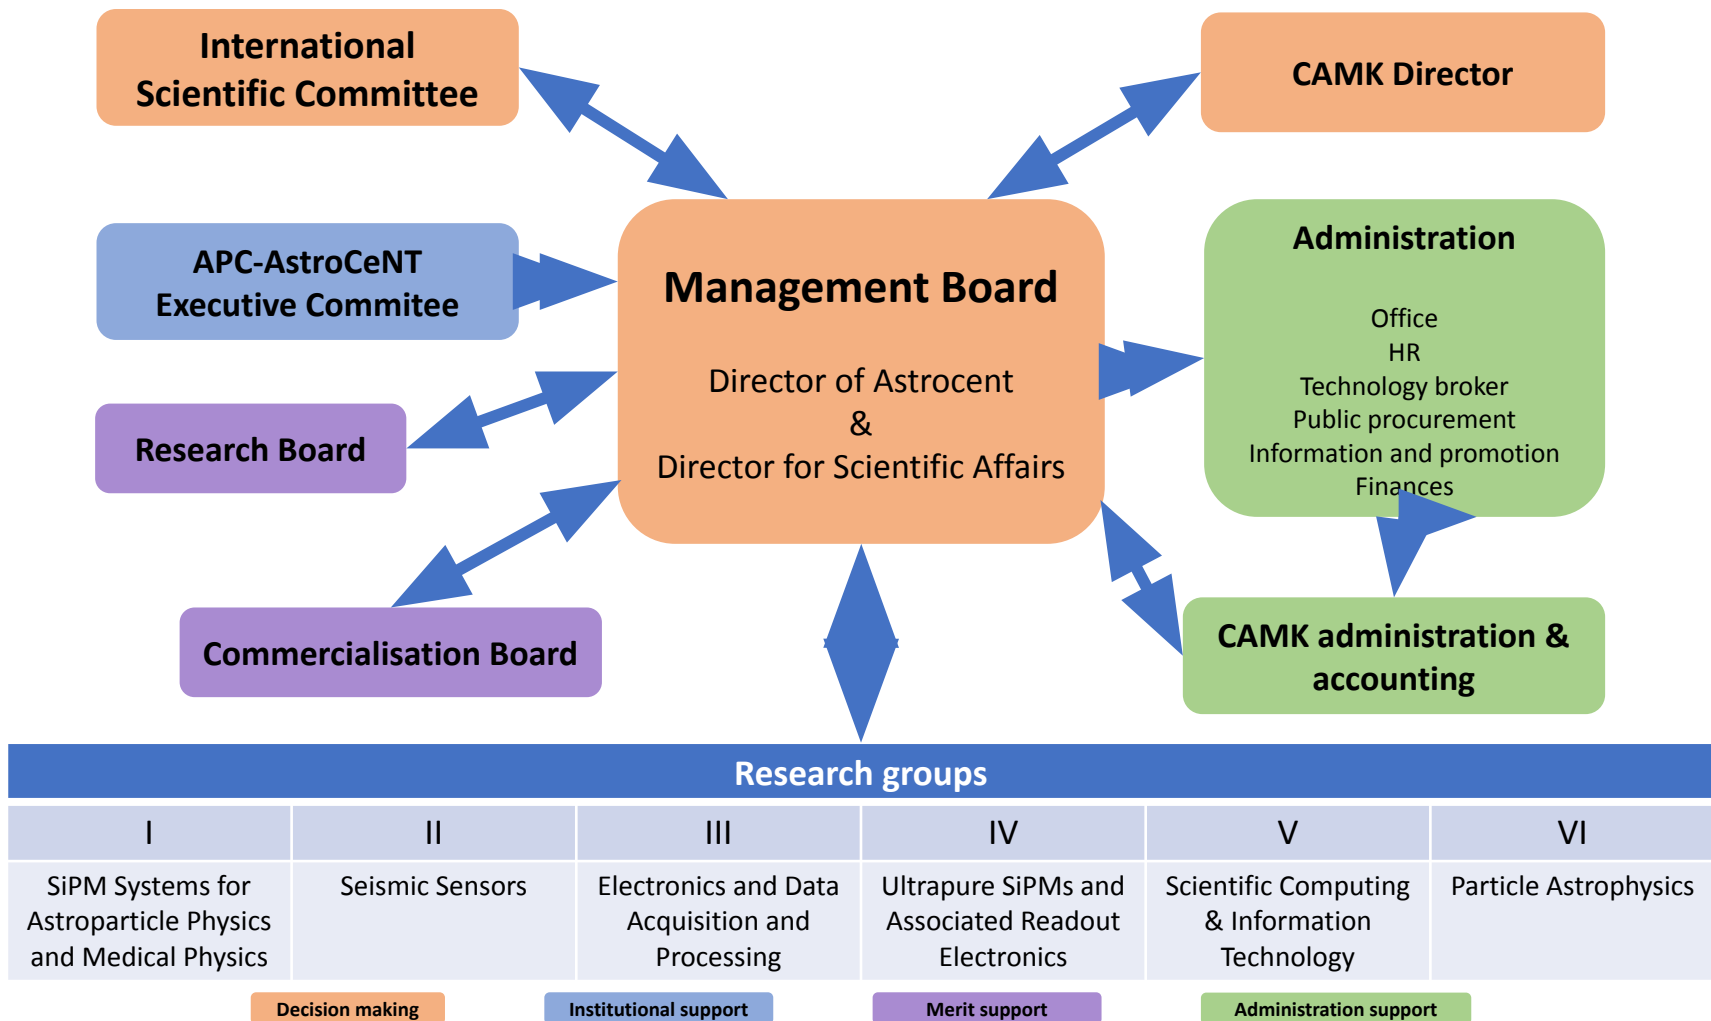 International
Scientific Committee
CAMK Director
APC-AstroCeNT
Executive Commitee
Management Board
Director of Astrocent
&
Director for Scientific Affairs
Administration
Office
HR
Technology broker
Public procurement
Information and promotion
Finances
Research Board
Commercialisation Board
CAMK administration &
accounting
Research groups
I
II
III
IV
V
VI
SiPM Systems for
Astroparticle Physics
and Medical Physics
Seismic Sensors
Electronics and Data
Acquisition and
Processing
Ultrapure SiPMs and
Associated Readout
Electronics
Scientific Computing
& Information
Technology
Particle Astrophysics
Decision making
Institutional support
Merit support
Administration support